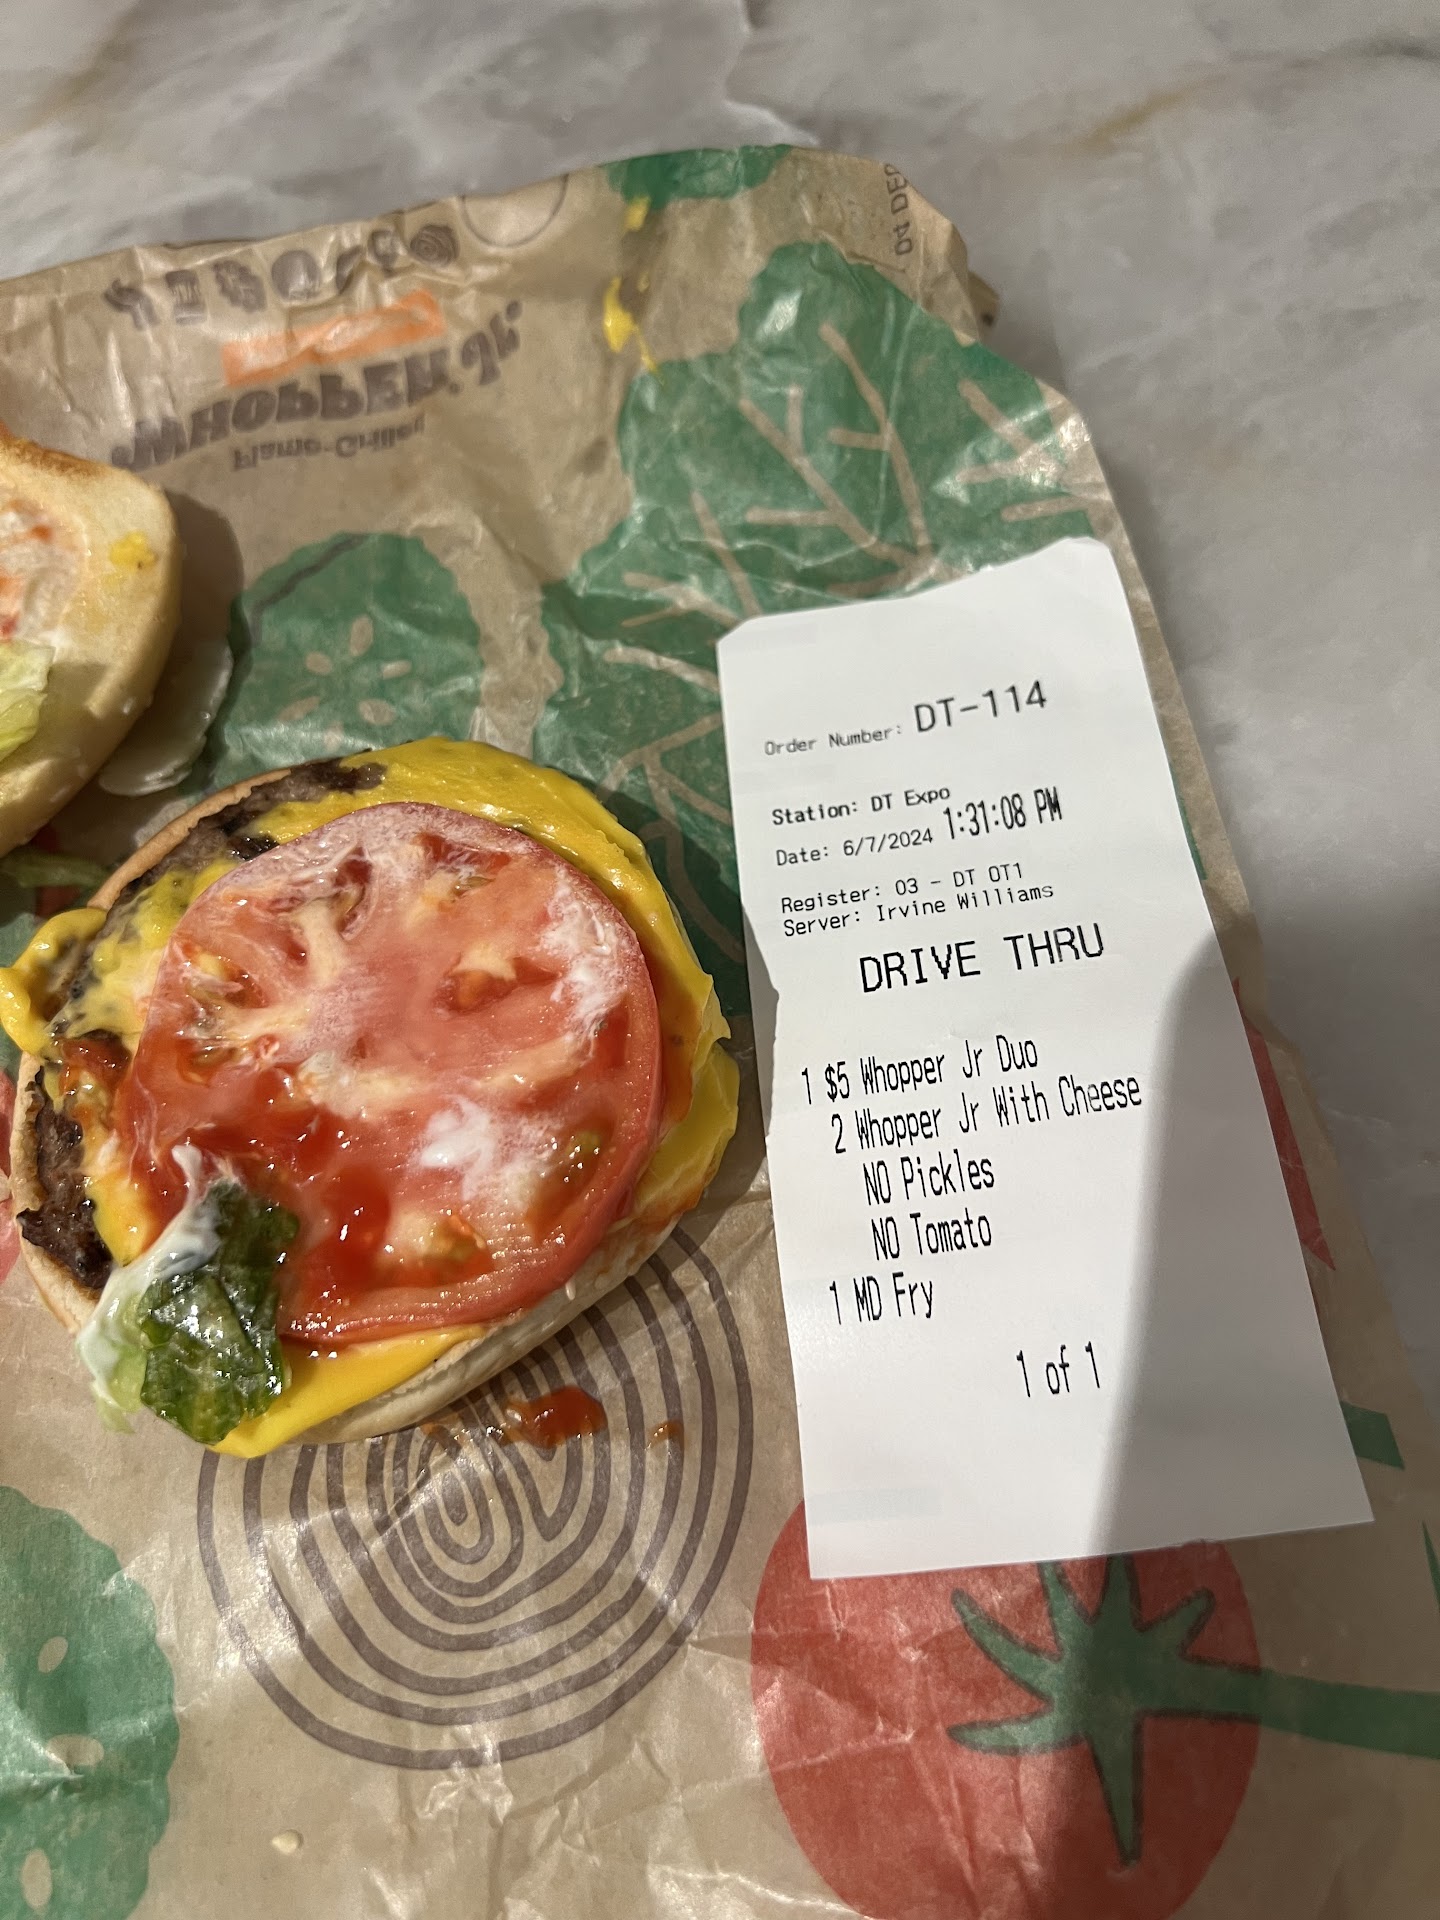 04 DEC
WHOPPER Jr.
Flame-Grilled
Order Number: DT-114
Station: DT Expo
Date: 6/7/2024 1:31:08 PM
Register: 03 - DT OT1
Server: Irvine Williams
DRIVE THRU
1 $5 Whopper Jr Duo
2 Whopper Jr With Cheese
NO Pickles
NO Tomato
1 MD Fry
1 of 1